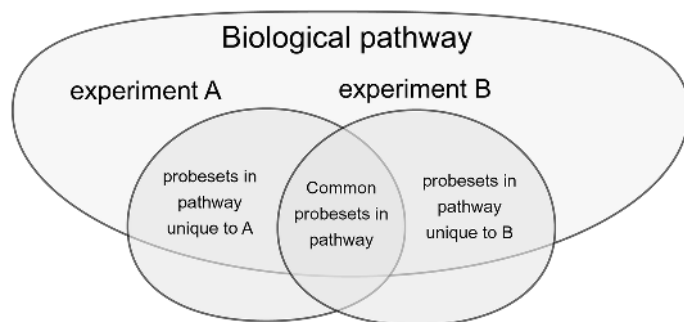 Biological pathway
experiment A
experiment B
probesets in
pathway
unique to A
Common
probesets in
pathway
probesets in
pathway
unique to B